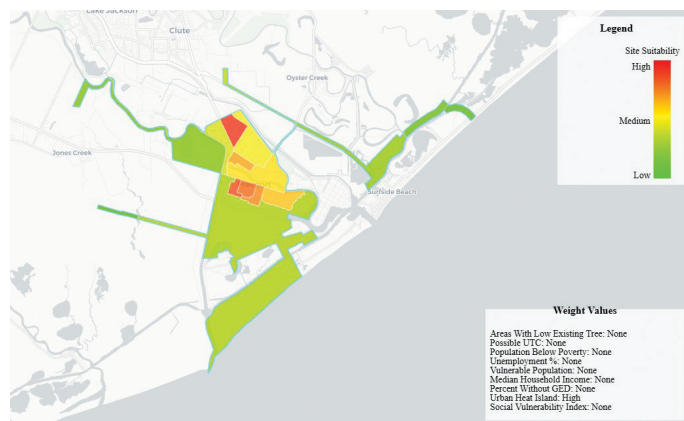 Lake Jackson
Clute
Oyster Creek
Jones Creek
Surfside Beach
Legend
Site Suitability
High
Medium
Low
Weight Values
Areas With Low Existing Tree: None
Possible UTC: None
Population Below Poverty: None
Unemployment %: None
Vulnerable Population: None
Median Household Income: None
Percent Without GED: None
Urban Heat Island: High
Social Vulnerability Index: None